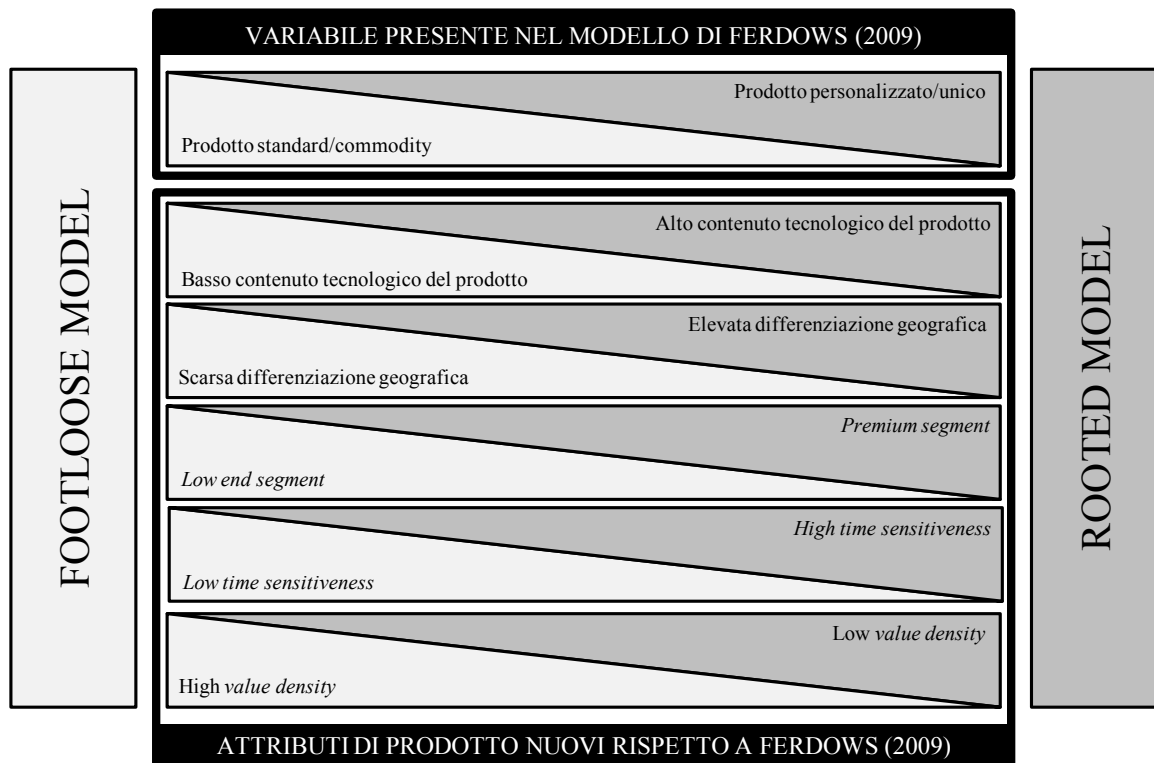 VARIABILE PRESENTE NEL MODELLO DI FERDOWS (2009)
FOOTLOOSE MODEL
Prodotto personalizzato/unico
Prodotto standard/commodity
Alto contenuto tecnologico del prodotto
Basso contenuto tecnologico del prodotto
Elevata differenziazione geografica
Scarsa differenziazione geografica
Premium segment
Low end segment
High time sensitiveness
Low time sensitiveness
Low value density
High value density
ROOTED MODEL
ATTRIBUTI DI PRODOTTO NUOVI RISPETTO A FERDOWS (2009)